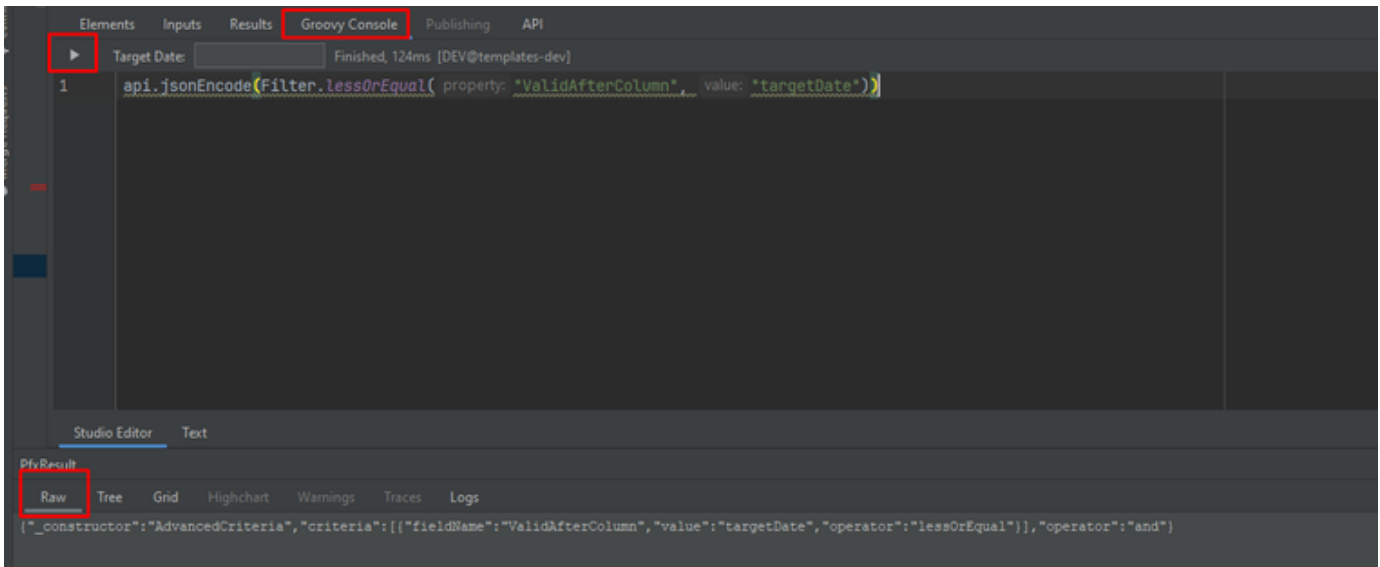 Elements Inputs Results Groovy Console Publishing API
Target Date: Finished, 124ms [DEV@templates-dev]
1 api.jsonEncode(Filter.lessOrEqual( property: "ValidAfterColumn", value: "targetDate"))
Studio Editor Text
PfxResult
Raw Tree Grid Highchart Warnings Traces Logs
{"_constructor":"AdvancedCriteria","criteria":[{"fieldName":"ValidAfterColumn","value":"targetDate","operator":"lessOrEqual"}],"operator":"and"}